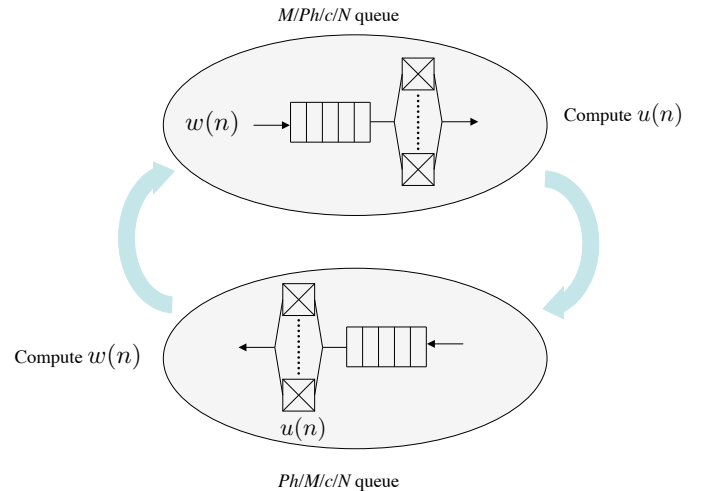 M/Ph/c/N queue
w(n)
Compute u(n)
Compute w(n)
u(n)
Ph/M/c/N queue